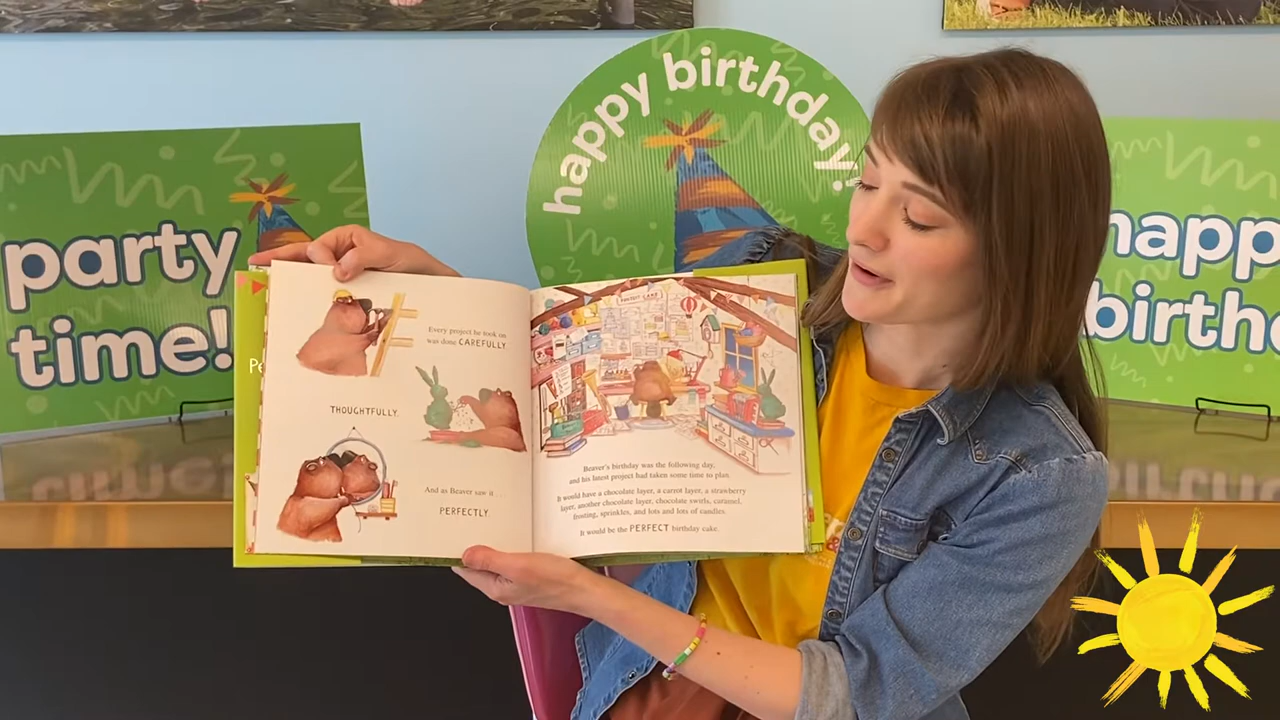 happy birthday!
party
time!
happ
birthd
Every project he took on
was done CAREFULLY
THOUGHTFULLY.
And as Beaver saw it . . .
PERFECTLY
Beaver's birthday was the following day,
and his latest project had taken some time to plan.
It would have a chocolate layer, a carrot layer, a strawberry
layer, another chocolate layer, chocolate swirls, caramel,
frosting, sprinkles, and lots and lots of candles.
It would be the PERFECT birthday cake.